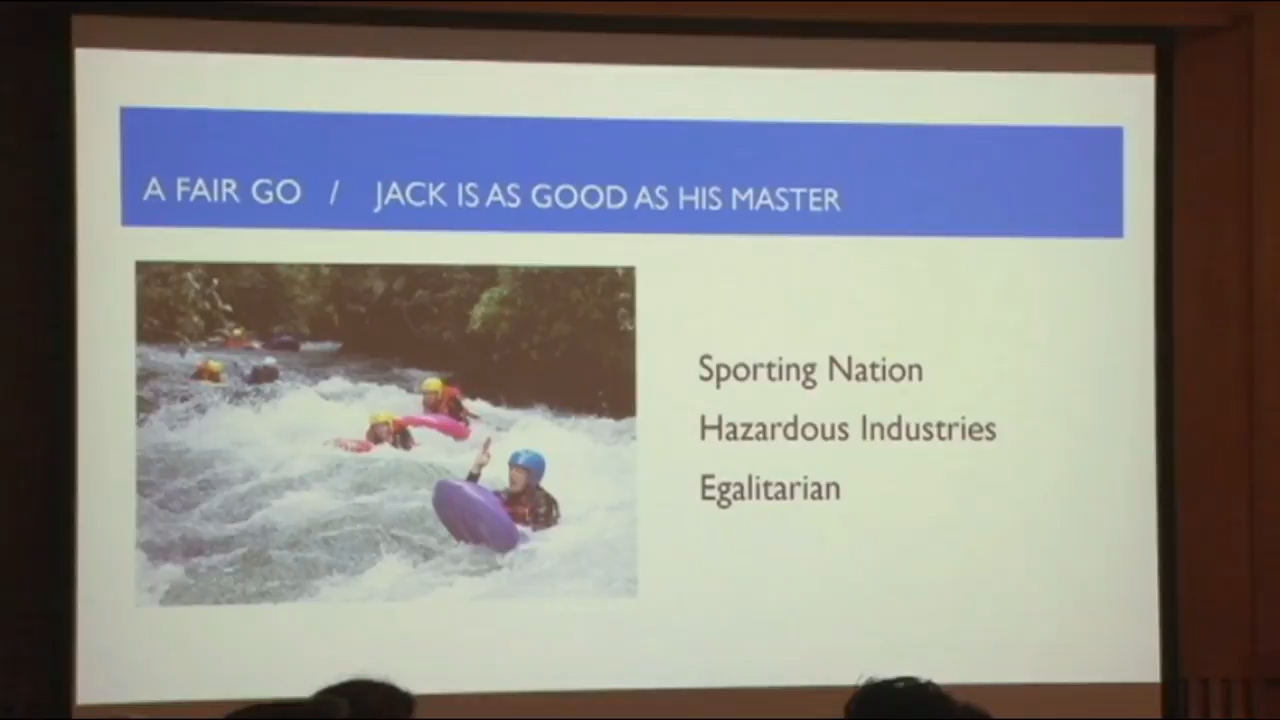 A FAIR GO / JACK IS AS GOOD AS HIS MASTER
Sporting Nation
Hazardous Industries
Egalitarian